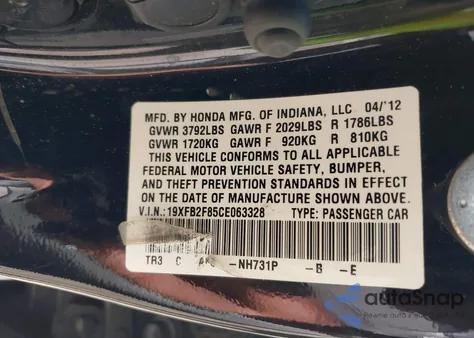 MFD. BY HONDA MFG. OF INDIANA, LLC 04/'12
GVWR 3792LBS GAWR F 2029LBS R 1786LBS
GVWR 1720KG GAWR F 920KG R 810KG
THIS VEHICLE CONFORMS TO ALL APPLICABLE
FEDERAL MOTOR VEHICLE SAFETY, BUMPER,
AND THEFT PREVENTION STANDARDS IN EFFECT
ON THE DATE OF MANUFACTURE SHOWN ABOVE.
V.I.N.: 19XFB2F85CE063328 TYPE: PASSENGER CAR
TR3 -NH731P -B -E
autoSnap